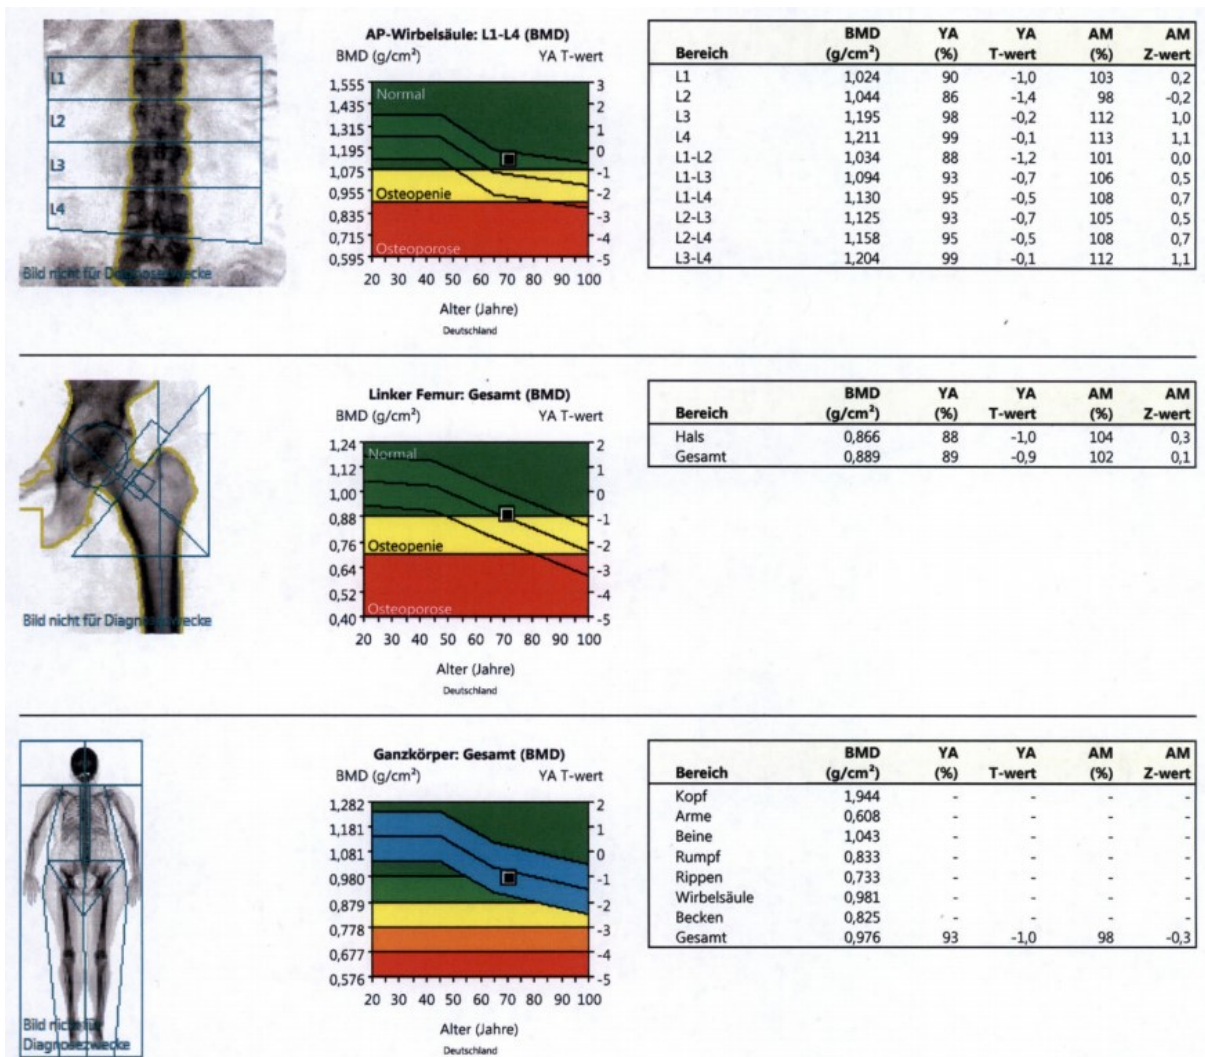 L1
L2
L3
L4
Bild nicht für Diagnosezwecke
AP-Wirbelsäule: L1-L4 (BMD)
BMD (g/cm²) YA T-wert
1,555 3
1,435 2
1,315 1
1,195 0
1,075 -1
0,955 -2
0,835 -3
0,715 -4
0,595 -5
Normal
Osteopenie
Osteoporose
20 30 40 50 60 70 80 90 100
Alter (Jahre)
Deutschland
BMD YA YA AM AM
Bereich (g/cm²) (%) T-wert (%) Z-wert
L1 1,024 90 -1,0 103 0,2
L2 1,044 86 -1,4 98 -0,2
L3 1,195 98 -0,2 112 1,0
L4 1,211 99 -0,1 113 1,1
L1-L2 1,034 88 -1,2 101 0,0
L1-L3 1,094 93 -0,7 106 0,5
L1-L4 1,130 95 -0,5 108 0,7
L2-L3 1,125 93 -0,7 105 0,5
L2-L4 1,158 95 -0,5 108 0,7
L3-L4 1,204 99 -0,1 112 1,1
Bild nicht für Diagnosezwecke
Linker Femur: Gesamt (BMD)
BMD (g/cm²) YA T-wert
1,24 2
1,12 1
1,00 0
0,88 -1
0,76 -2
0,64 -3
0,52 -4
0,40 -5
Normal
Osteopenie
Osteoporose
20 30 40 50 60 70 80 90 100
Alter (Jahre)
Deutschland
BMD YA YA AM AM
Bereich (g/cm²) (%) T-wert (%) Z-wert
Hals 0,866 88 -1,0 104 0,3
Gesamt 0,889 89 -0,9 102 0,1
Bild nicht für
Diagnosezwecke
Ganzkörper: Gesamt (BMD)
BMD (g/cm²) YA T-wert
1,282 2
1,181 1
1,081 0
0,980 -1
0,879 -2
0,778 -3
0,677 -4
0,576 -5
20 30 40 50 60 70 80 90 100
Alter (Jahre)
Deutschland
BMD YA YA AM AM
Bereich (g/cm²) (%) T-wert (%) Z-wert
Kopf 1,944 - - - -
Arme 0,608 - - - -
Beine 1,043 - - - -
Rumpf 0,833 - - - -
Rippen 0,733 - - - -
Wirbelsäule 0,981 - - - -
Becken 0,825 - - - -
Gesamt 0,976 93 -1,0 98 -0,3